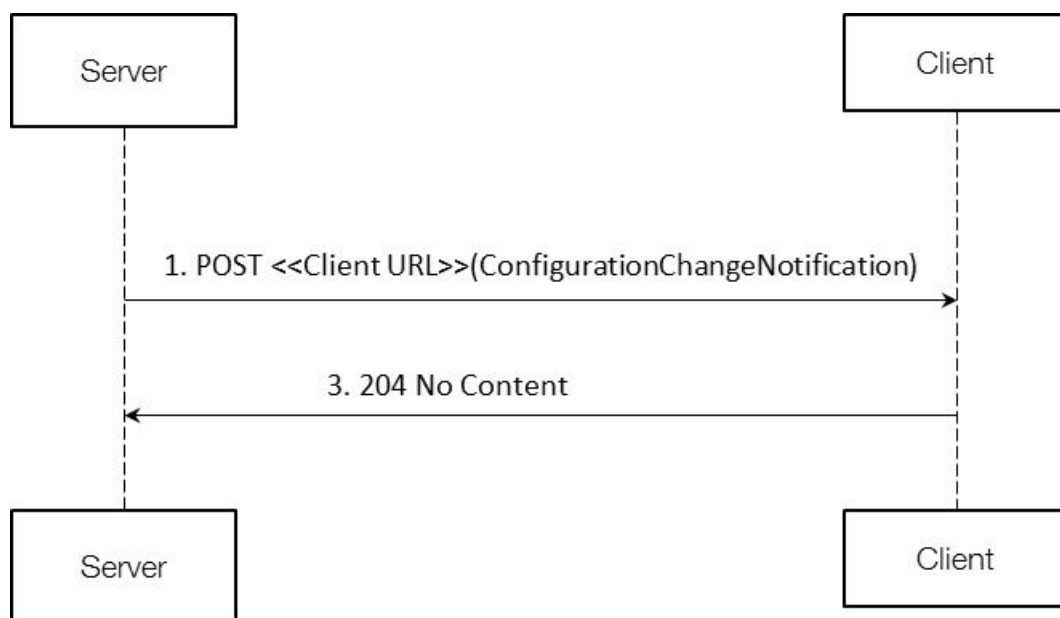 Server
Client
1. POST <<Client URL>>(ConfigurationChangeNotification)
3. 204 No Content
Server
Client